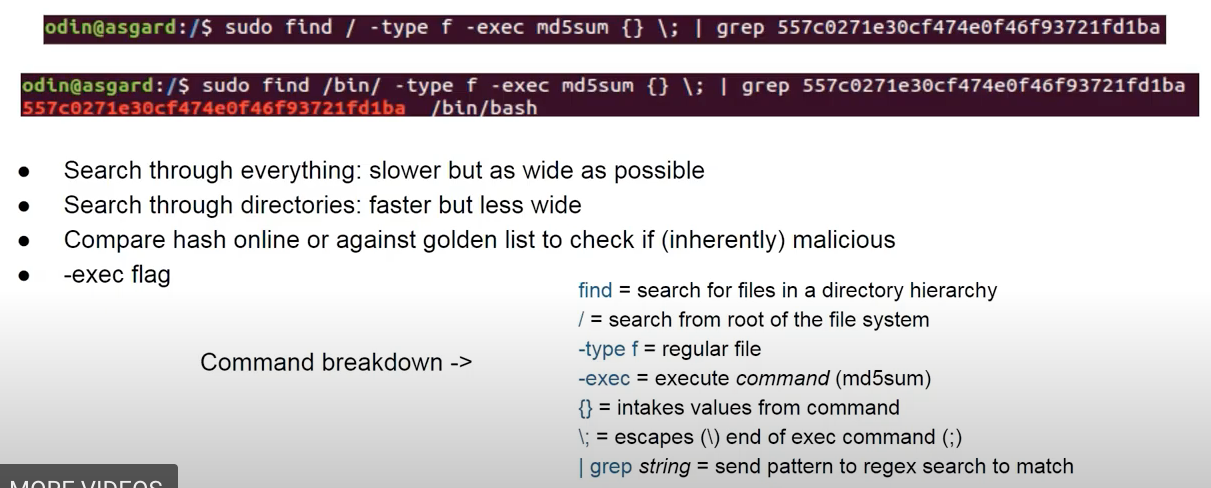 odin@asgard:/$ sudo find / -type f -exec md5sum {} \; | grep 557c0271e30cf474e0f46f93721fd1ba
odin@asgard:/$ sudo find /bin/ -type f -exec md5sum {} \; | grep 557c0271e30cf474e0f46f93721fd1ba
557c0271e30cf474e0f46f93721fd1ba  /bin/bash
● Search through everything: slower but as wide as possible
● Search through directories: faster but less wide
● Compare hash online or against golden list to check if (inherently) malicious
● -exec flag
find = search for files in a directory hierarchy
/ = search from root of the file system
-type f = regular file
Command breakdown ->
-exec = execute command (md5sum)
{} = intakes values from command
\; = escapes (\) end of exec command (;)
| grep string = send pattern to regex search to match
MORE VIDEOS